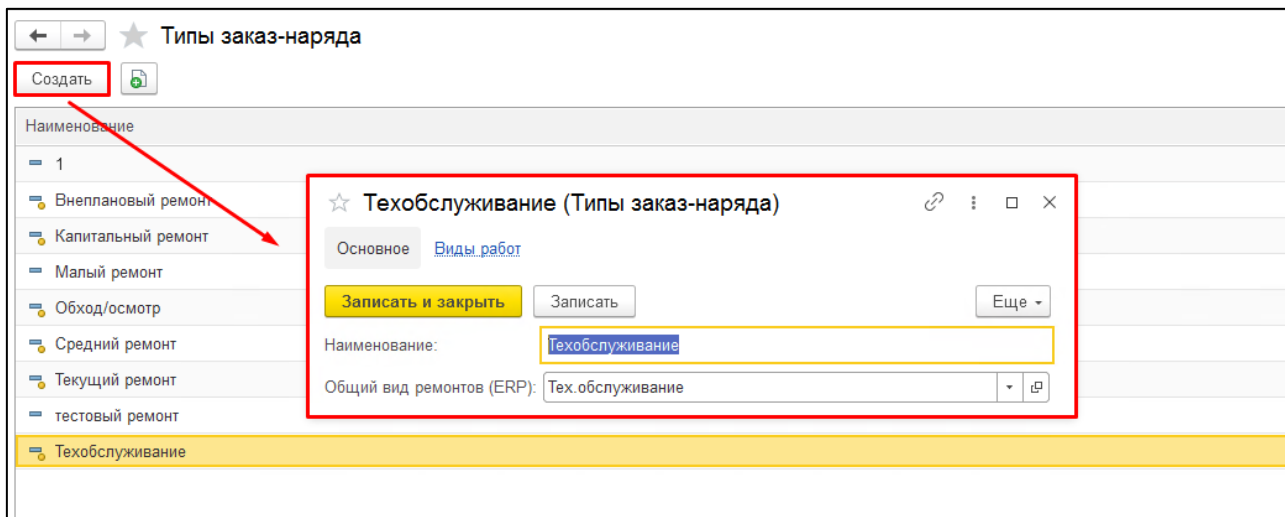 Типы заказ-наряда
Создать
Наименование
1
Внеплановый ремонт
Капитальный ремонт
Малый ремонт
Обход/осмотр
Средний ремонт
Текущий ремонт
тестовый ремонт
Техобслуживание
Техобслуживание (Типы заказ-наряда)
Основное Виды работ
Записать и закрыть Записать Еще
Наименование: Техобслуживание
Общий вид ремонтов (ERP): Тех.обслуживание